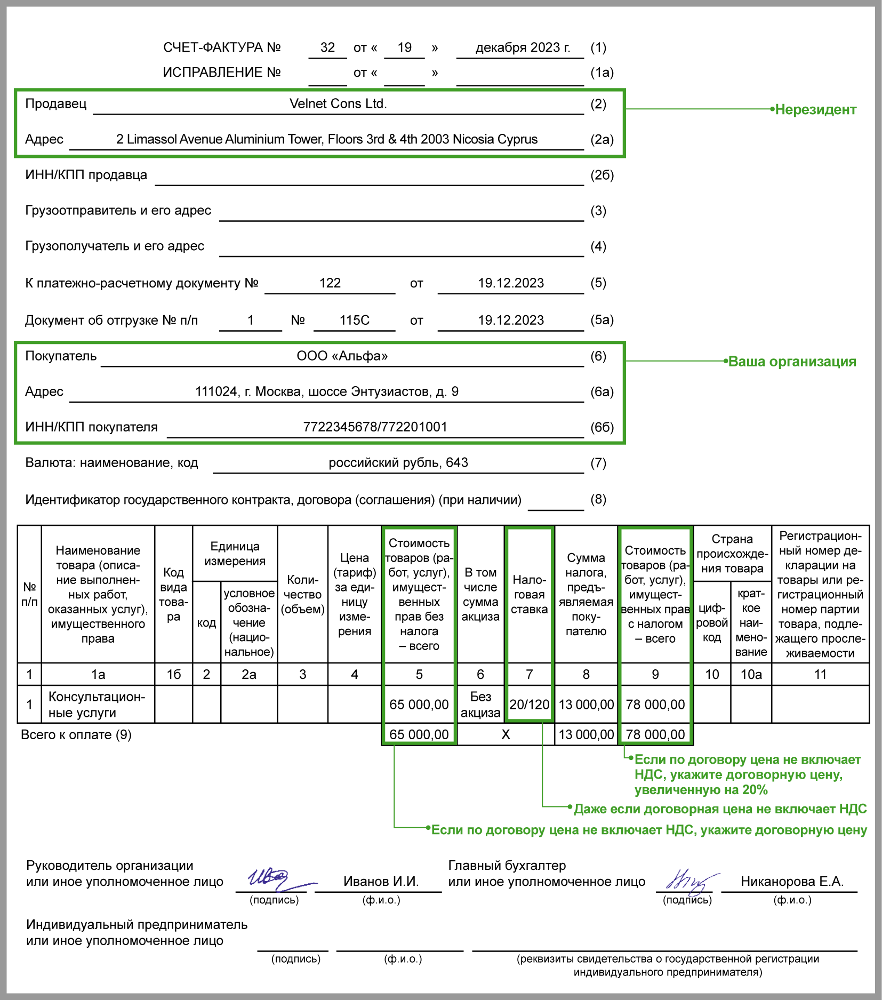 СЧЕТ-ФАКТУРА № 32 от « 19 » декабря 2023 г. (1)
ИСПРАВЛЕНИЕ № от « » (1а)
Продавец Velnet Cons Ltd. (2)
Нерезидент
Адрес 2 Limassol Avenue Aluminium Tower, Floors 3rd & 4th 2003 Nicosia Cyprus (2а)
ИНН/КПП продавца (2б)
Грузоотправитель и его адрес (3)
Грузополучатель и его адрес (4)
К платежно-расчетному документу № 122 от 19.12.2023 (5)
Документ об отгрузке № п/п 1 № 115С от 19.12.2023 (5а)
Покупатель ООО «Альфа» (6)
Ваша организация
Адрес 111024, г. Москва, шоссе Энтузиастов, д. 9 (6а)
ИНН/КПП покупателя 7722345678/772201001 (6б)
Валюта: наименование, код российский рубль, 643 (7)
Идентификатор государственного контракта, договора (соглашения) (при наличии) (8)
№
п/п
Наименование
товара (описа-
ние выполнен-
ных работ,
оказанных услуг),
имущественного
права
Код
вида
това-
ра
Единица
измерения
код
условное
обозна-
чение
(нацио-
нальное)
Коли-
чество
(объем)
Цена
(тариф)
за еди-
ницу
изме-
рения
Стоимость
товаров (ра-
бот, услуг),
имущест-
венных
прав без
налога
– всего
В том
числе
сумма
акциза
Нало-
говая
ставка
Сумма
налога,
предъ-
являемая
поку-
пателю
Стоимость
товаров (ра-
бот, услуг),
имущест-
венных прав
с налогом
– всего
Страна
происхожде-
ния товара
циф-
ровой
код
крат-
кое
наи-
мено-
вание
Регистрацион-
ный номер де-
кларации на
товары или ре-
гистрационный
номер партии
товара, подле-
жащего просле-
живаемости
1 1а 1б 2 2а 3 4 5 6 7 8 9 10 10а 11
1 Консультацион-
ные услуги
65 000,00 Без
акциза 20/120 13 000,00 78 000,00
Всего к оплате (9) 65 000,00 Х 13 000,00 78 000,00
Если по договору цена не включает
НДС, укажите договорную цену,
увеличенную на 20%
Даже если договорная цена не включает НДС
Если по договору цена не включает НДС, укажите договорную цену
Руководитель организации
или иное уполномоченное лицо Иванов И.И.
(подпись) (ф.и.о.)
Главный бухгалтер
или иное уполномоченное лицо Никанорова Е.А.
(подпись) (ф.и.о.)
Индивидуальный предприниматель
или иное уполномоченное лицо
(подпись) (ф.и.о.) (реквизиты свидетельства о государственной регистрации
индивидуального предпринимателя)